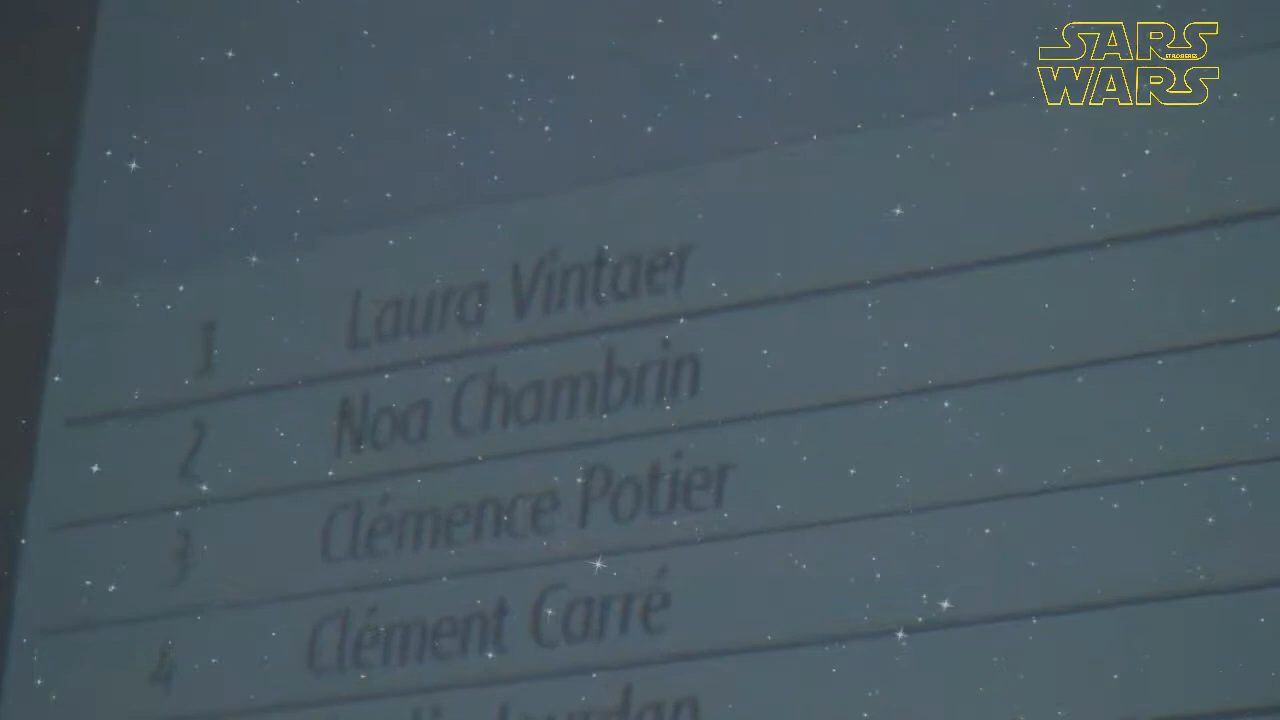 SARS
WARS
1 Laura Vintaer
2 Noa Chambrin
3 Clémence Potier
4 Clément Carré